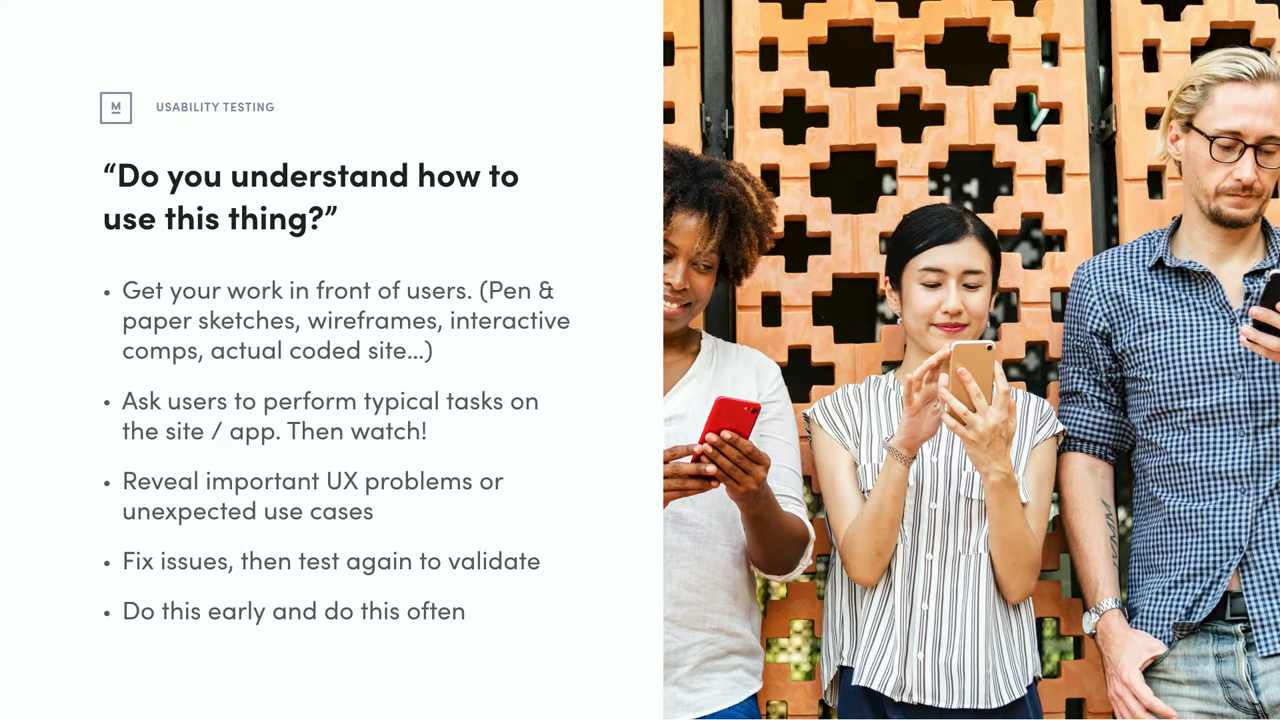 M
USABILITY TESTING
“Do you understand how to
use this thing?”
• Get your work in front of users. (Pen &
paper sketches, wireframes, interactive
comps, actual coded site...)
• Ask users to perform typical tasks on
the site / app. Then watch!
• Reveal important UX problems or
unexpected use cases
• Fix issues, then test again to validate
• Do this early and do this often